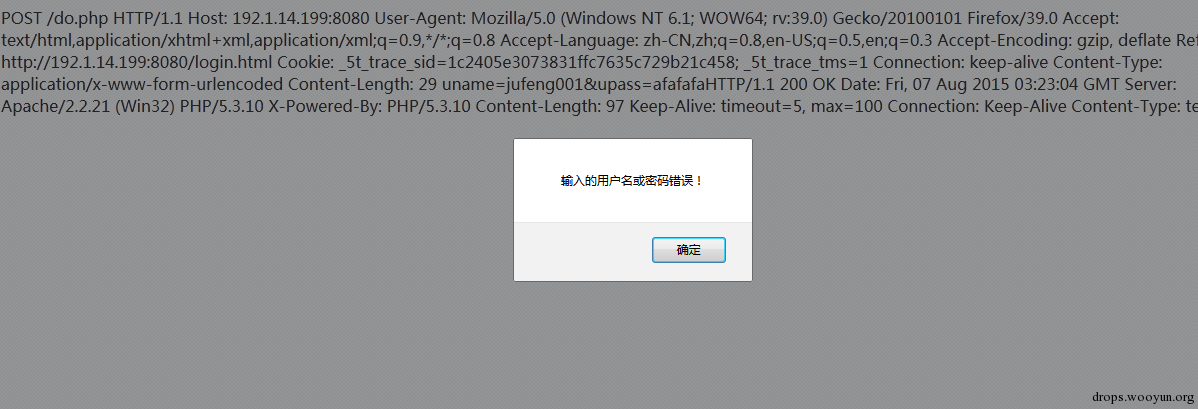 POST /do.php HTTP/1.1 Host: 192.1.14.199:8080 User-Agent: Mozilla/5.0 (Windows NT 6.1; WOW64; rv:39.0) Gecko/20100101 Firefox/39.0 Accept:
text/html,application/xhtml+xml,application/xml;q=0.9,*/*;q=0.8 Accept-Language: zh-CN,zh;q=0.8,en-US;q=0.5,en;q=0.3 Accept-Encoding: gzip, deflate Ref
http://192.1.14.199:8080/login.html Cookie: _5t_trace_sid=1c2405e3073831ffc7635c729b21c458; _5t_trace_tms=1 Connection: keep-alive Content-Type:
application/x-www-form-urlencoded Content-Length: 29 uname=jufeng001&upass=afafafaHTTP/1.1 200 OK Date: Fri, 07 Aug 2015 03:23:04 GMT Server:
Apache/2.2.21 (Win32) PHP/5.3.10 X-Powered-By: PHP/5.3.10 Content-Length: 97 Keep-Alive: timeout=5, max=100 Connection: Keep-Alive Content-Type: te
输入的用户名或密码错误！
确定
drops.wooyun.org